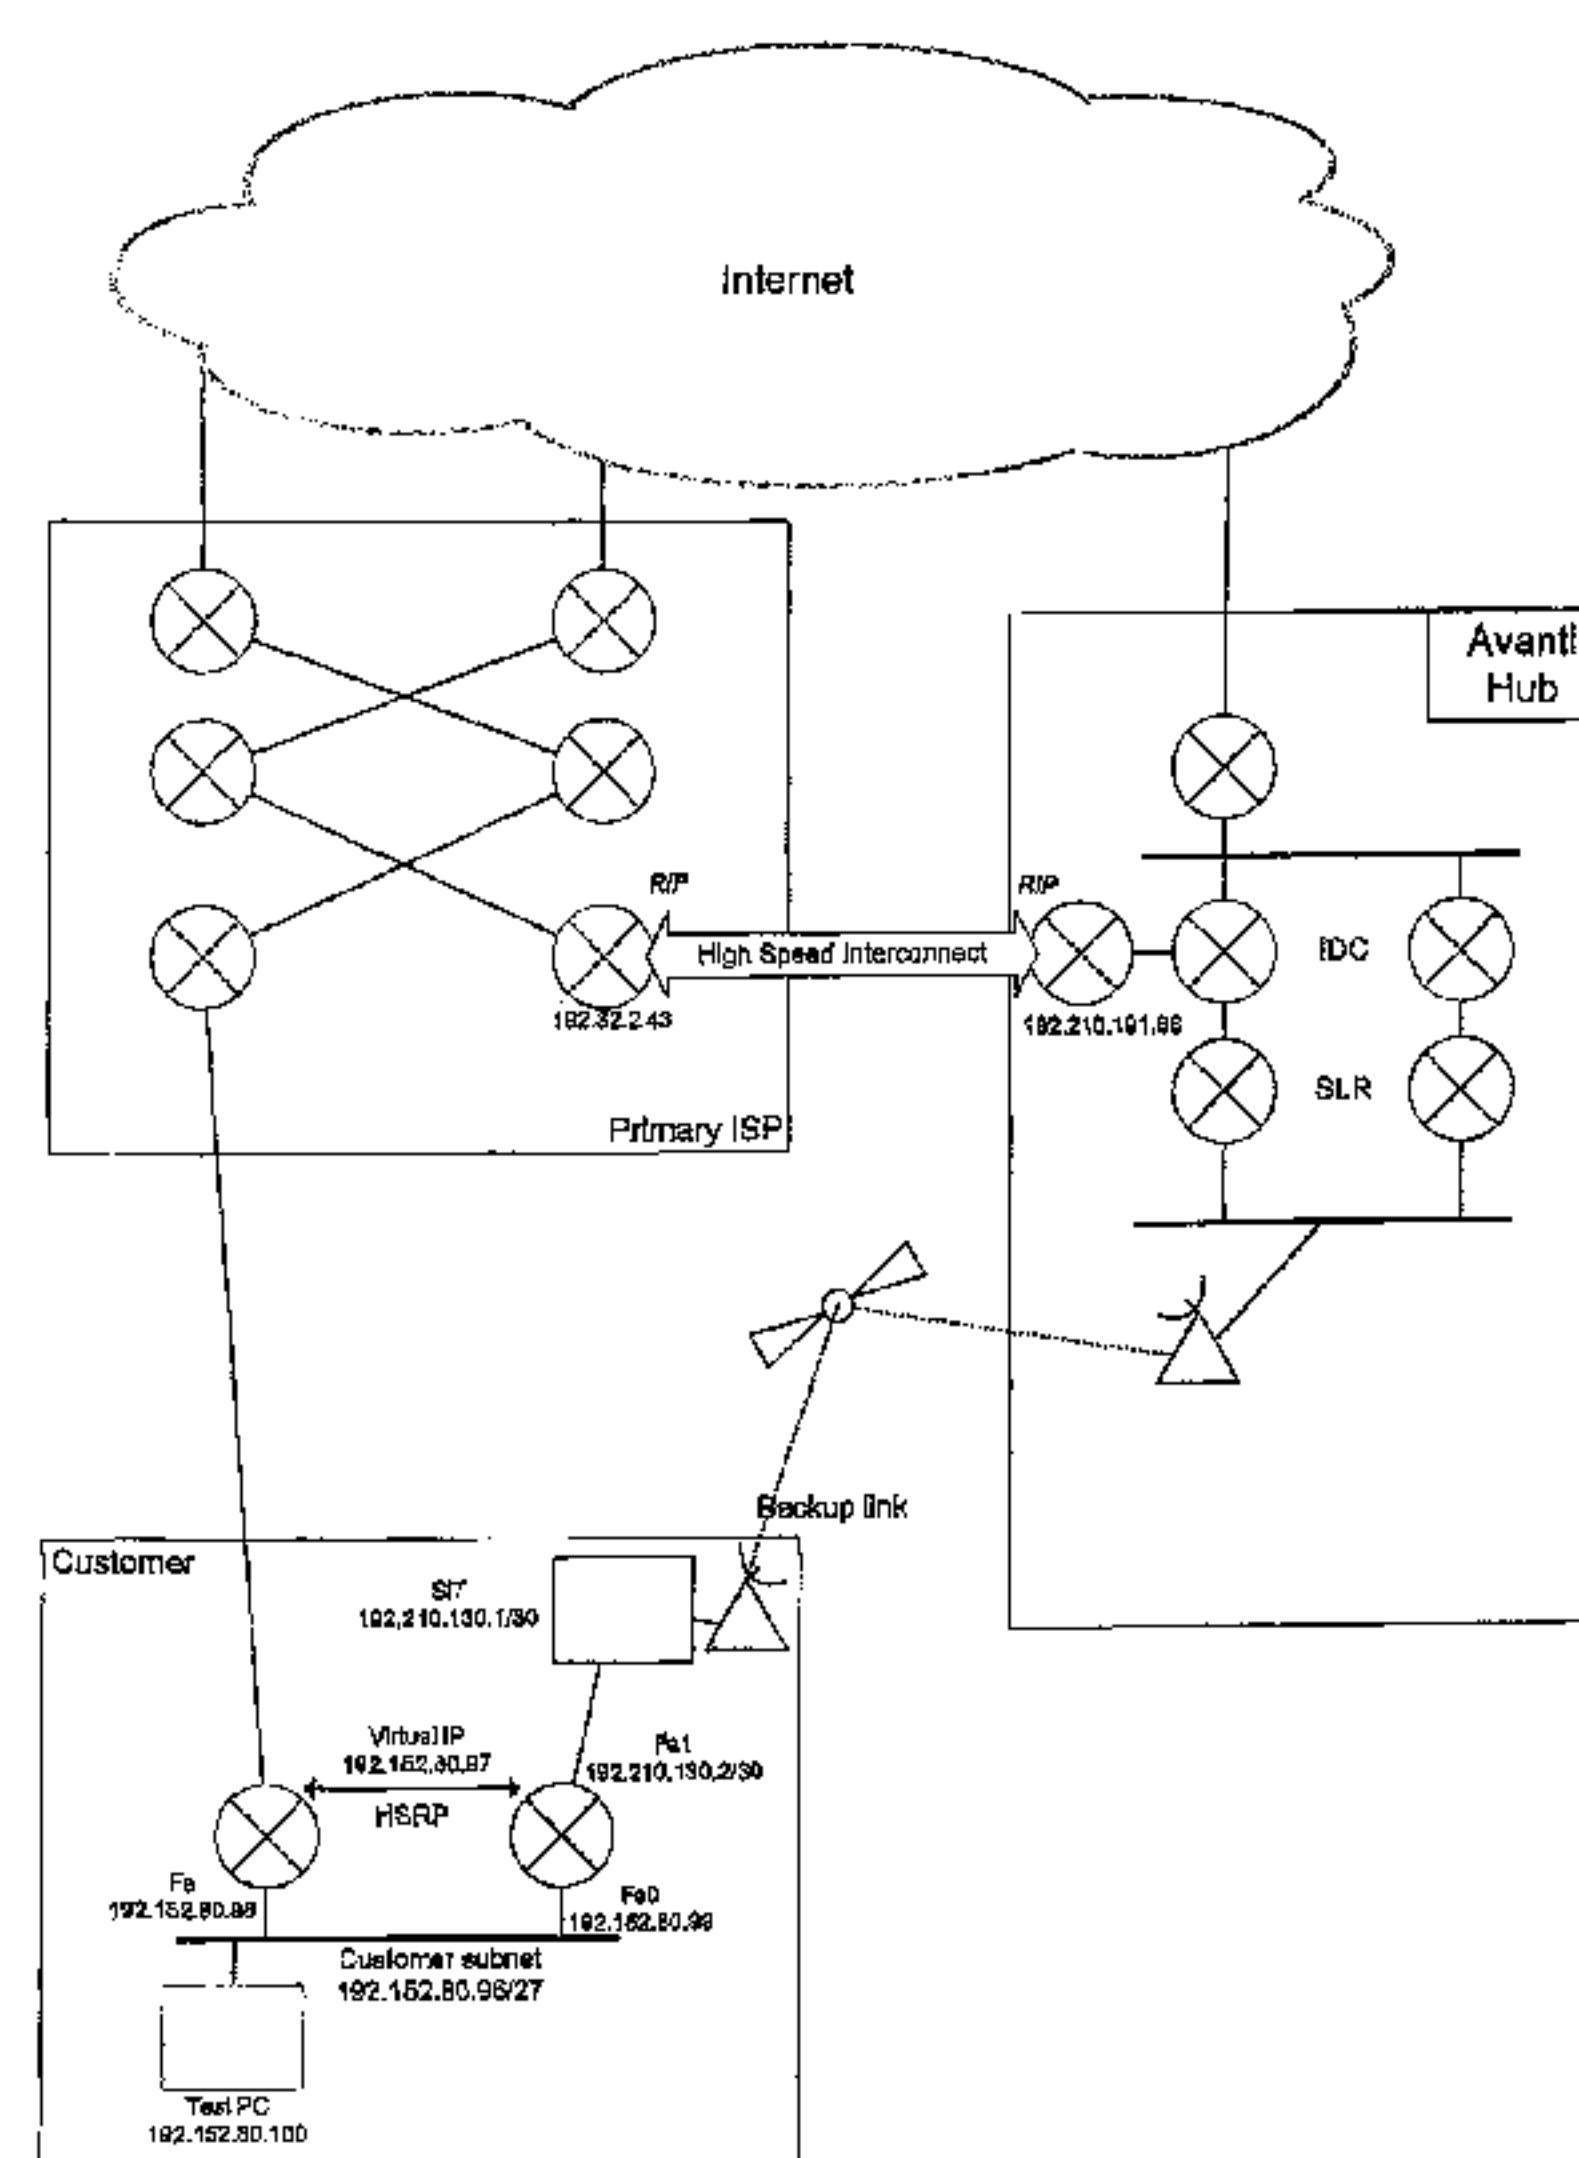 Internet
Avanti
Hub
RIP
RIP
High Speed Interconnect
IDC
192.32.2.43
192.210.191.66
SLR
Primary ISP
Backup link
Customer
SIT
192.210.130.1/30
Virtual IP
192.152.80.97
Fe1
192.210.130.2/30
HSRP
Fe
192.152.80.98
Fe0
192.152.80.99
Customer subnet
192.152.80.96/27
Test PC
192.152.80.100